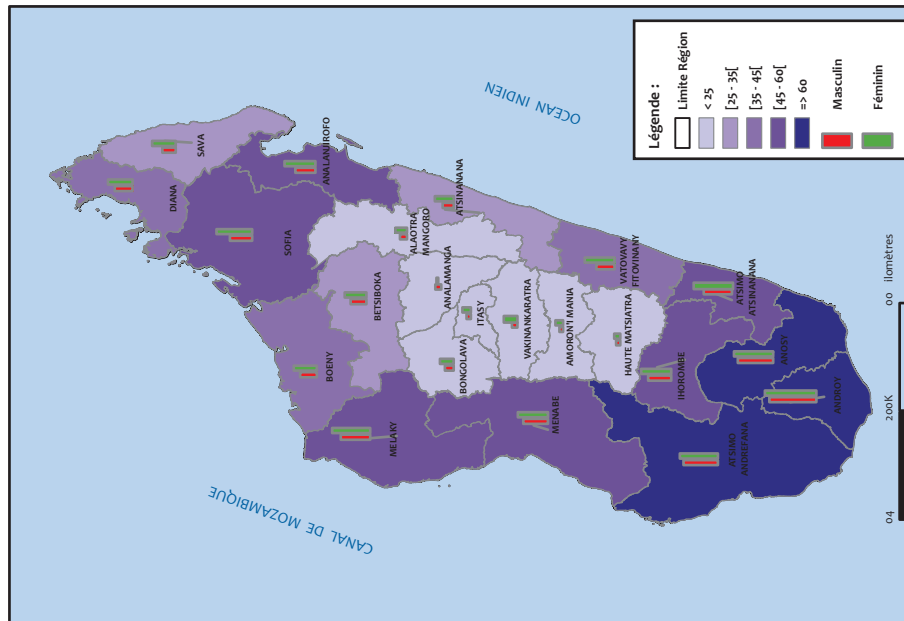 OCEAN INDIEN
CANAL DE MOZAMBIQUE
DIANA
SAVA
SOFIA
ANALANJIROFO
BOENY
BETSIBOKA
MELAKY
ALAOTRA
MANGORO
ATSINANANA
ANALAMANGA
BONGOLAVA
ITASY
VAKINANKARATRA
MENABE
AMORON'I MANIA
HAUTE MATSIATRA
VATOVAVY
FITOVINANY
IHOROMBE
ATSIMO
ATSINANANA
ATSIMO
ANDREFANA
ANOSY
ANDROY
Légende :
Limite Région
< 25
[25 - 35[
[35 - 45[
[45 - 60[
=> 60
Masculin
Féminin
04 200K 00 ilomètres